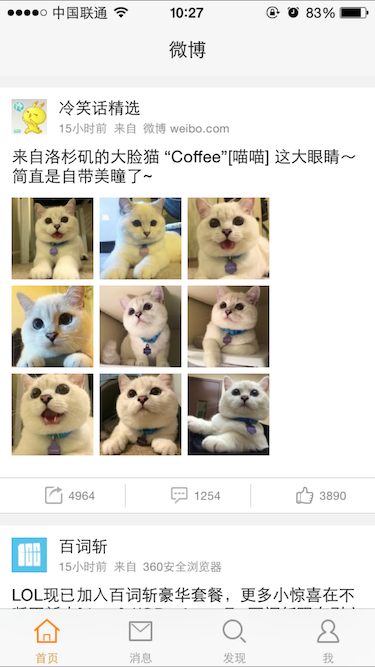 中国联通 10:27 83%
微博
冷笑话精选
15小时前 来自 微博 weibo.com
来自洛杉矶的大脸猫 “Coffee”[喵喵] 这大眼睛～
简直是自带美瞳了~
4964 1254 3890
百词斩
15小时前 来自 360安全浏览器
LOL现已加入百词斩豪华套餐，更多小惊喜在不
首页 消息 发现 我